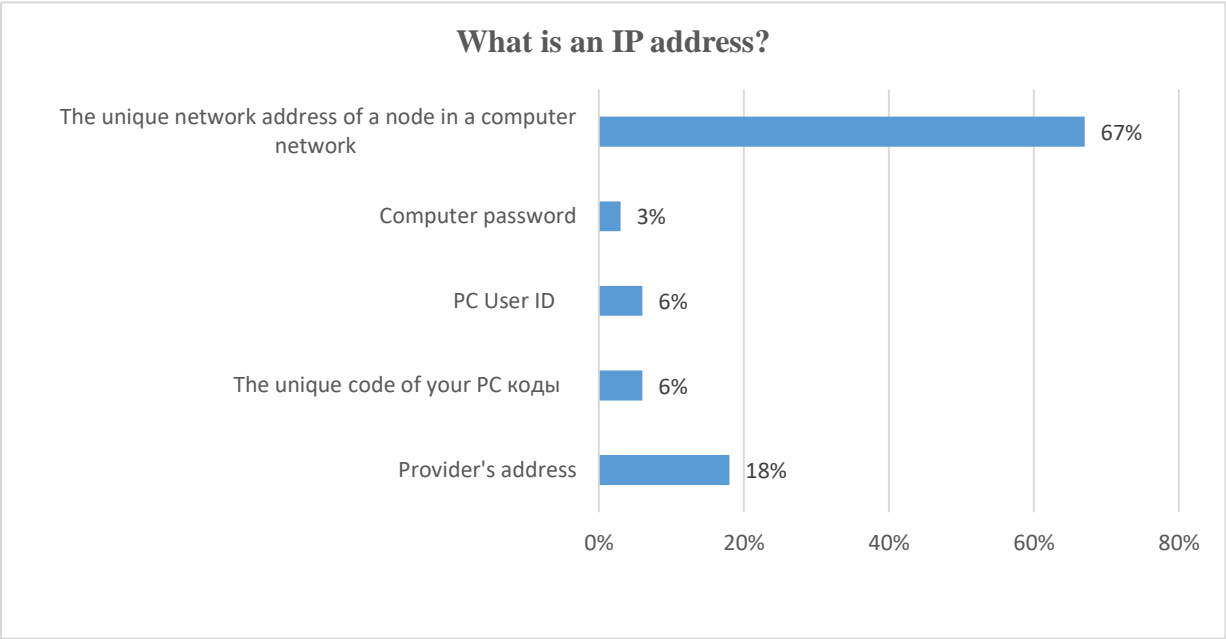 What is an IP address?
The unique network address of a node in a computer
network
67%
Computer password
3%
PC User ID
6%
The unique code of your PC коды
6%
Provider's address
18%
0%
20%
40%
60%
80%